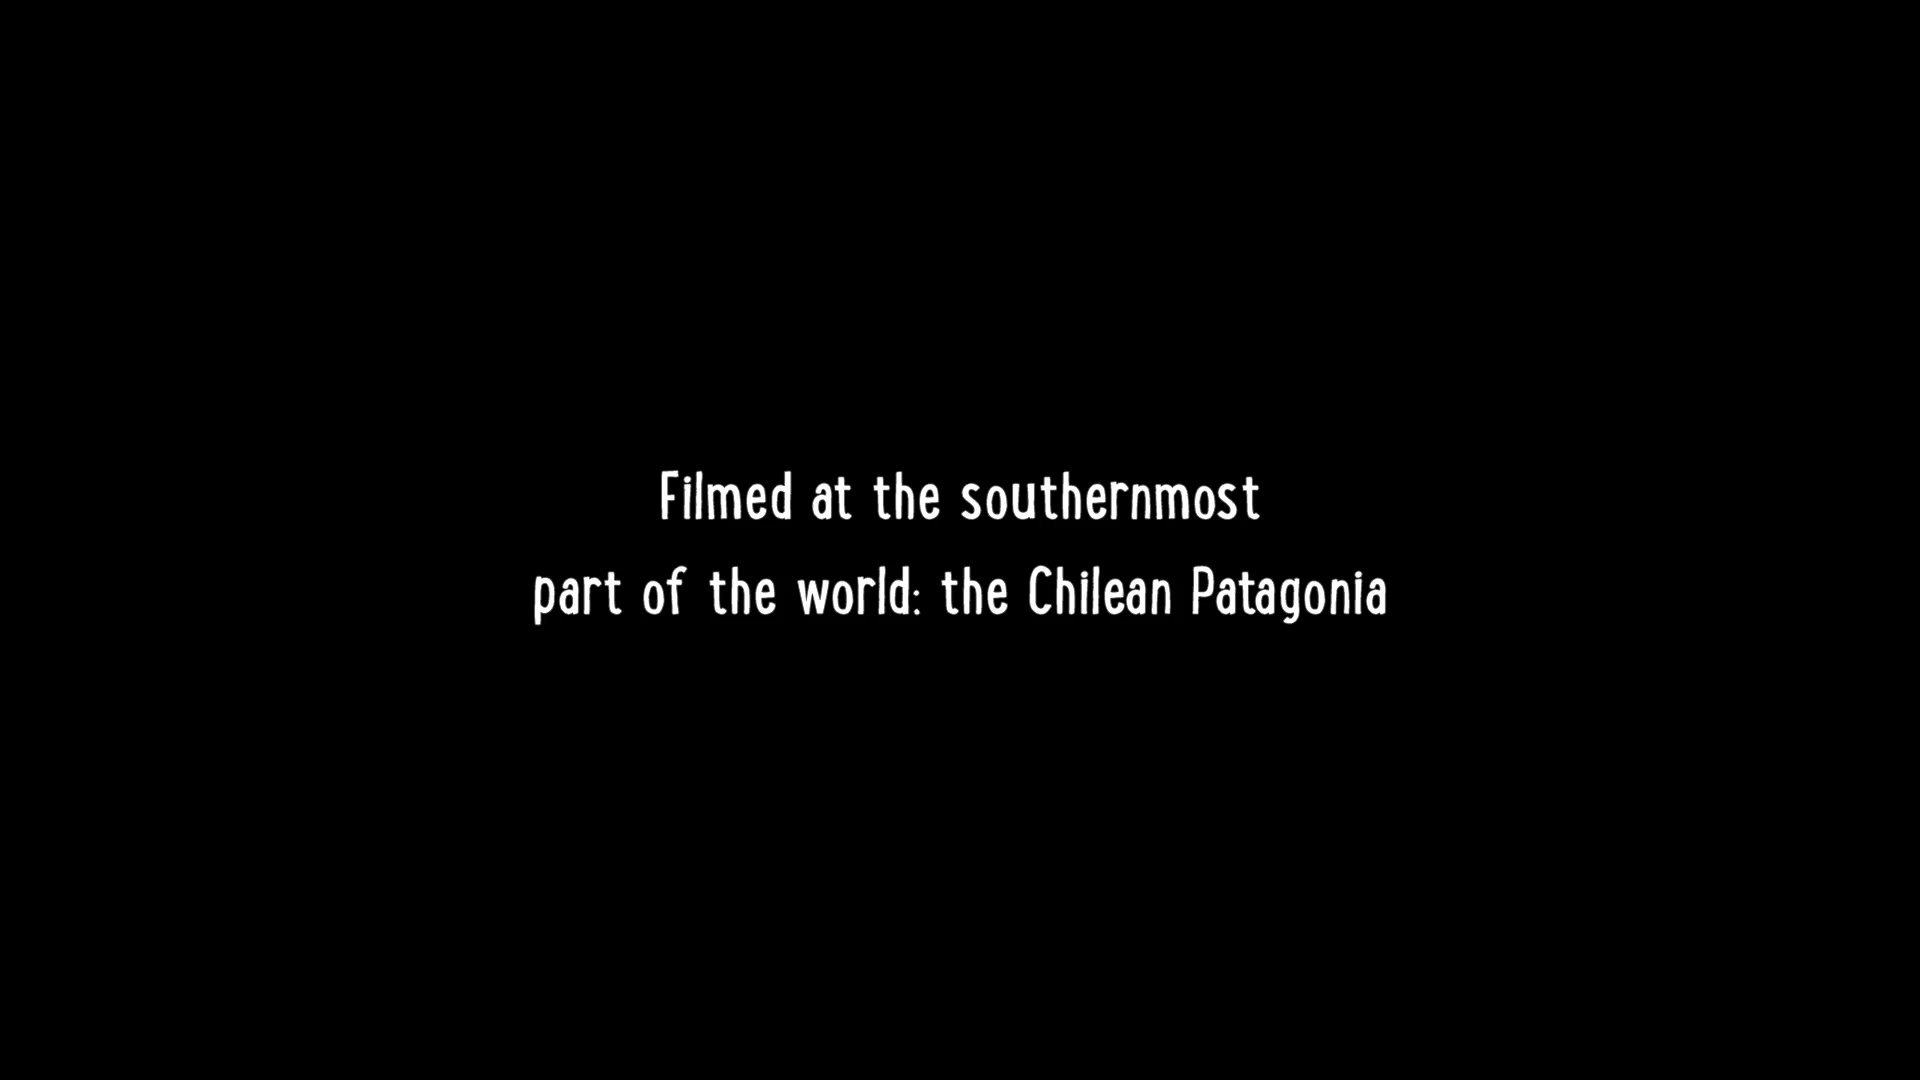 Filmed at the southernmost
part of the world: the Chilean Patagonia